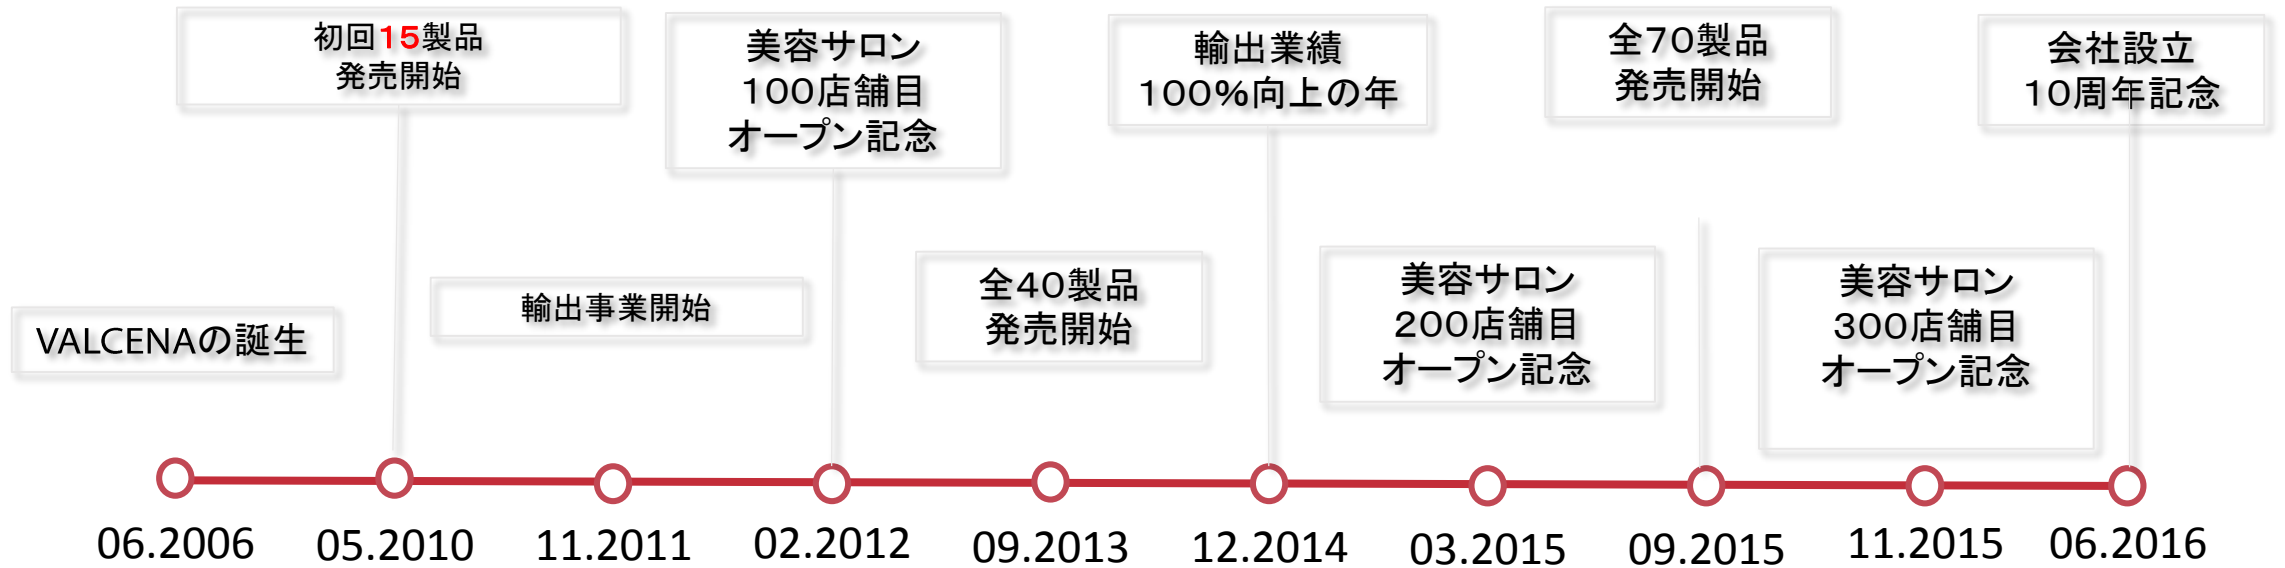 初回15製品
発売開始
美容サロン
100店舗目
オープン記念
輸出業績
100%向上の年
全70製品
発売開始
会社設立
10周年記念
VALCENAの誕生
輸出事業開始
全40製品
発売開始
美容サロン
200店舗目
オープン記念
美容サロン
300店舗目
オープン記念
06.2006
05.2010
11.2011
02.2012
09.2013
12.2014
03.2015
09.2015
11.2015
06.2016